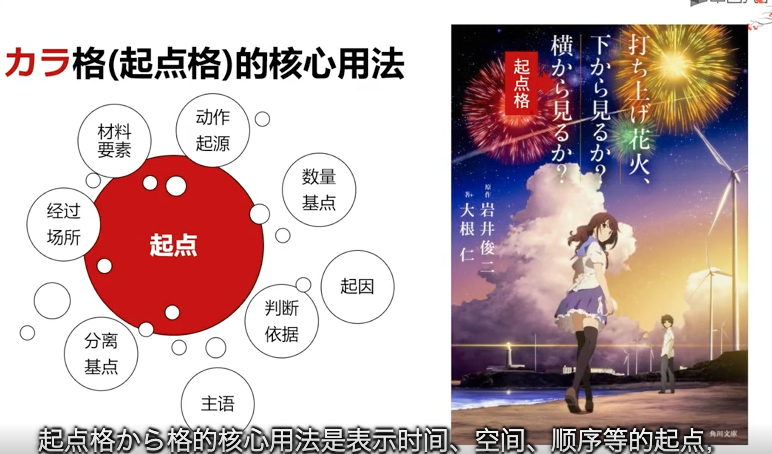 カラ格(起点格)的核心用法
材料
要素
动作
起源
数量
基点
经过
场所
起点
起因
判断
依据
分离
基点
主语
打ち上げ花火、
下から見るか?
横から見るか?
起点格
原作
岩井俊二
著
大根 仁
角川文庫
起点格から格的核心用法是表示时间、空间、顺序等的起点,